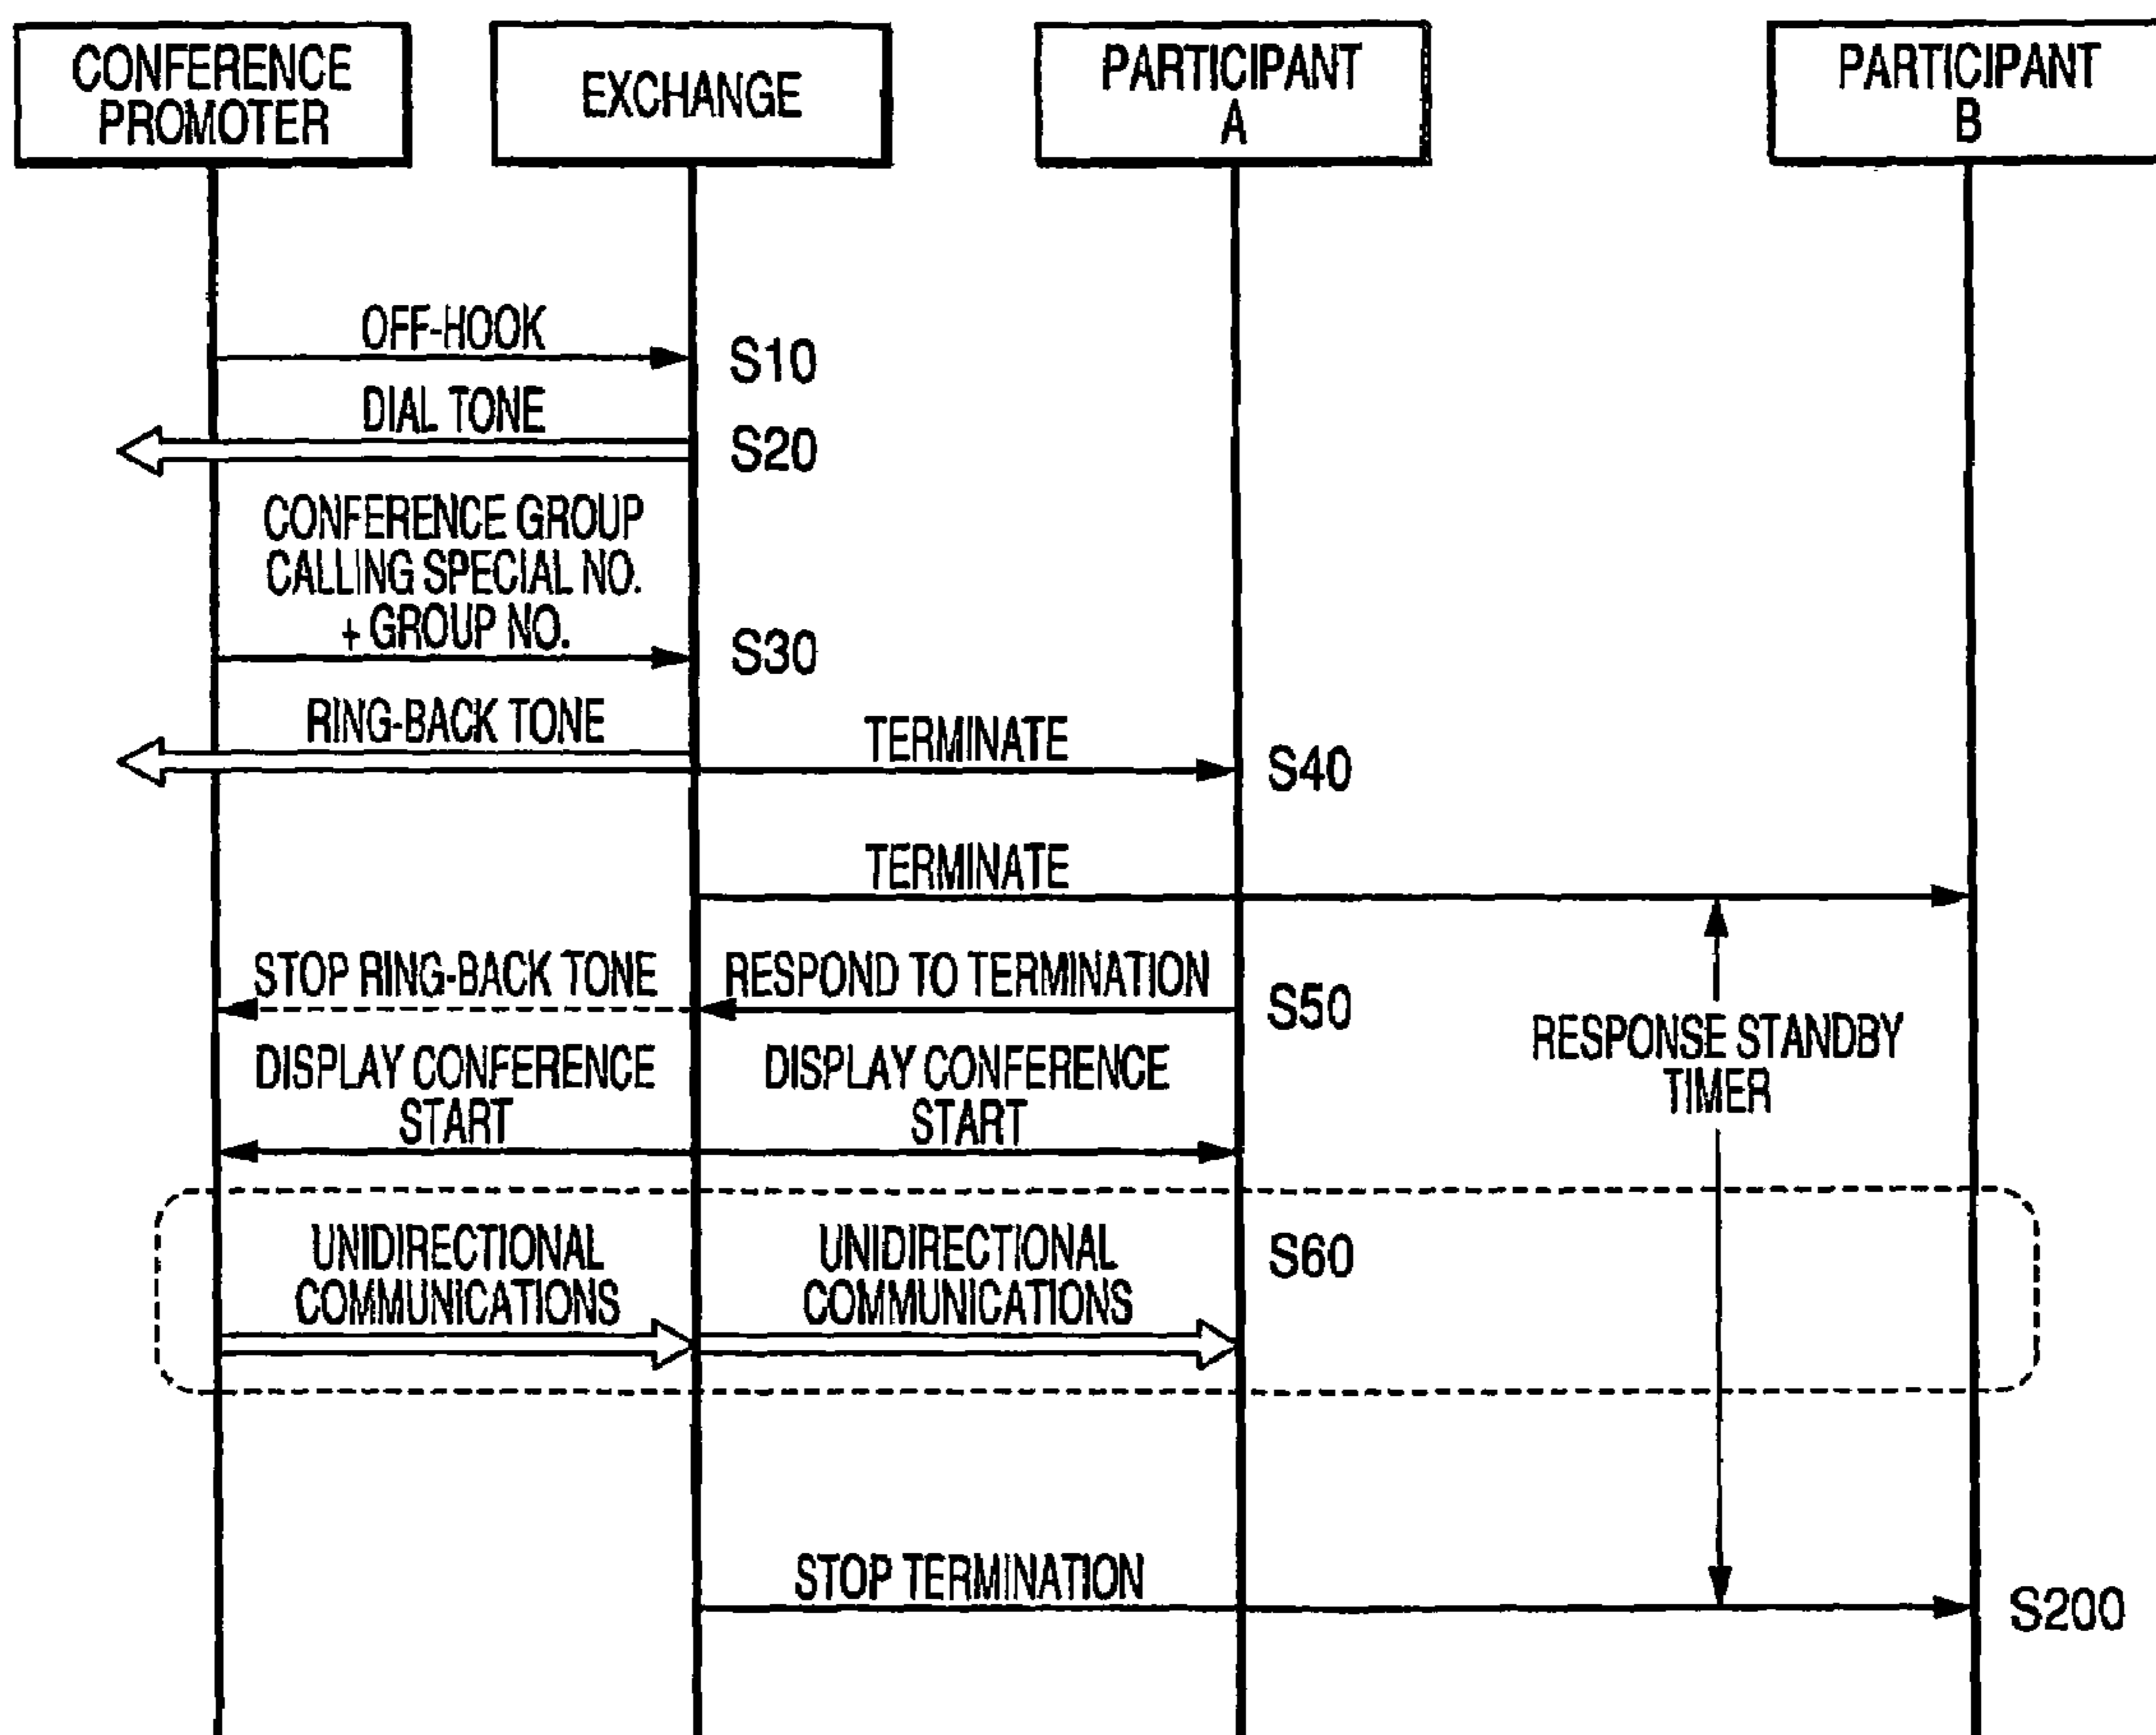 CONFERENCE
PROMOTER
EXCHANGE
PARTICIPANT
A
PARTICIPANT
B
OFF-HOOK
S10
DIAL TONE
S20
CONFERENCE GROUP
CALLING SPECIAL NO.
+ GROUP NO.
S30
RING-BACK TONE
TERMINATE
S40
TERMINATE
STOP RING-BACK TONE
RESPOND TO TERMINATION
S50
RESPONSE STANDBY
TIMER
DISPLAY CONFERENCE
START
DISPLAY CONFERENCE
START
UNIDIRECTIONAL
COMMUNICATIONS
UNIDIRECTIONAL
COMMUNICATIONS
S60
STOP TERMINATION
S200